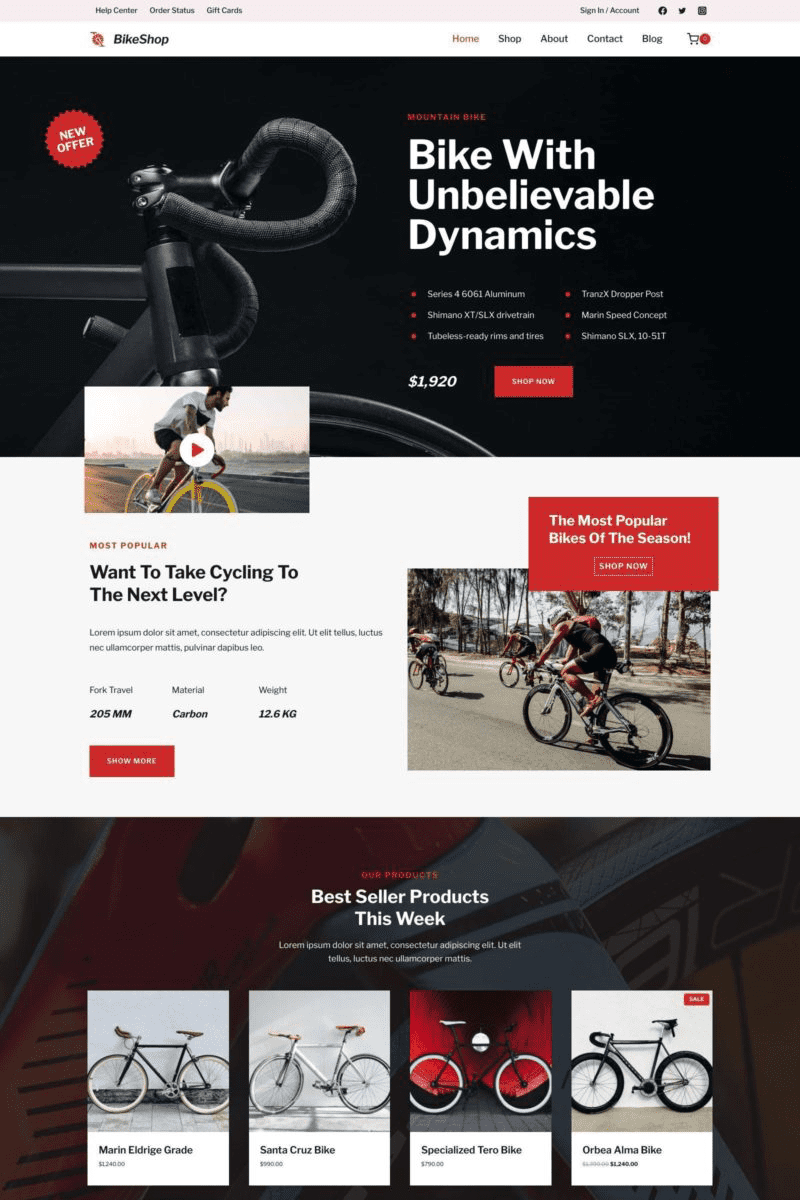 Help Center Order Status Gift Cards Sign In / Account
BikeShop Home Shop About Contact Blog 0
NEW
OFFER
MOUNTAIN BIKE
Bike With
Unbelievable
Dynamics
Series 4 6061 Aluminum TranzX Dropper Post
Shimano XT/SLX drivetrain Marin Speed Concept
Tubeless-ready rims and tires Shimano SLX, 10-51T
$1,920 SHOP NOW
The Most Popular
Bikes Of The Season!
SHOP NOW
MOST POPULAR
Want To Take Cycling To
The Next Level?
Lorem ipsum dolor sit amet, consectetur adipiscing elit. Ut elit tellus, luctus
nec ullamcorper mattis, pulvinar dapibus leo.
Fork Travel Material Weight
205 MM Carbon 12.6 KG
SHOW MORE
OUR PRODUCTS
Best Seller Products
This Week
Lorem ipsum dolor sit amet, consectetur adipiscing elit. Ut elit
tellus, luctus nec ullamcorper mattis.
SALE
Marin Eldrige Grade Santa Cruz Bike Specialized Tero Bike Orbea Alma Bike
$1,240.00 $990.00 $790.00 $1,240.00